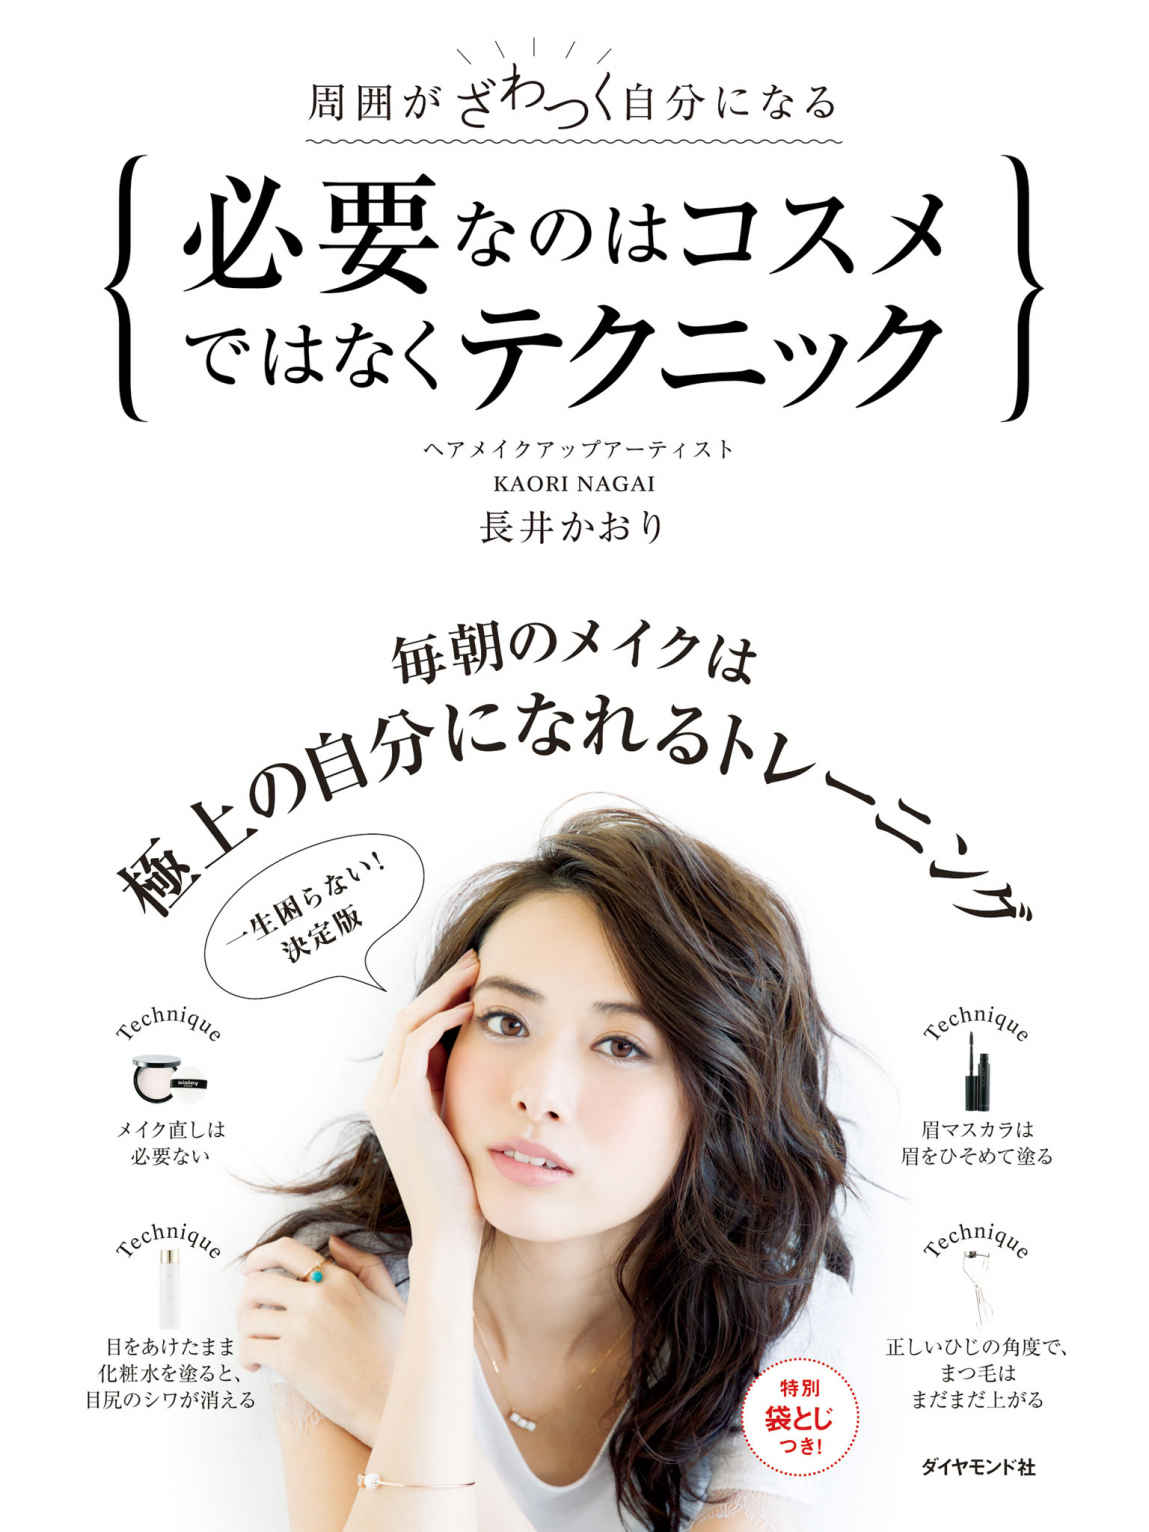 周囲がざわつく自分になる
必要なのはコスメ
ではなくテクニック
ヘアメイクアップアーティスト
KAORI NAGAI
長井かおり
毎朝のメイクは
極上の自分になれるトレーニング
一生困らない!
決定版
Technique
メイク直しは
必要ない
Technique
眉マスカラは
眉をひそめて塗る
Technique
目をあけたまま
化粧水を塗ると、
目尻のシワが消える
Technique
正しいひじの角度で、
まつ毛は
まだまだ上がる
特別
袋とじ
つき!
ダイヤモンド社